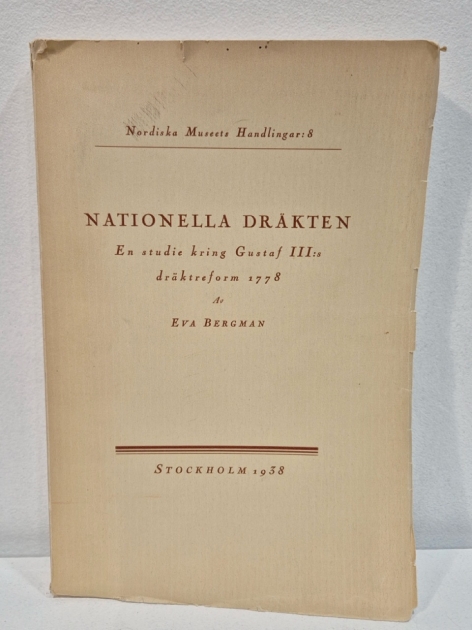 Nordiska Museets Handlingar: 8
NATIONELLA DRÄKTEN
En studie kring Gustaf III:s
dräktreform 1778
Av
EVA BERGMAN
STOCKHOLM 1938